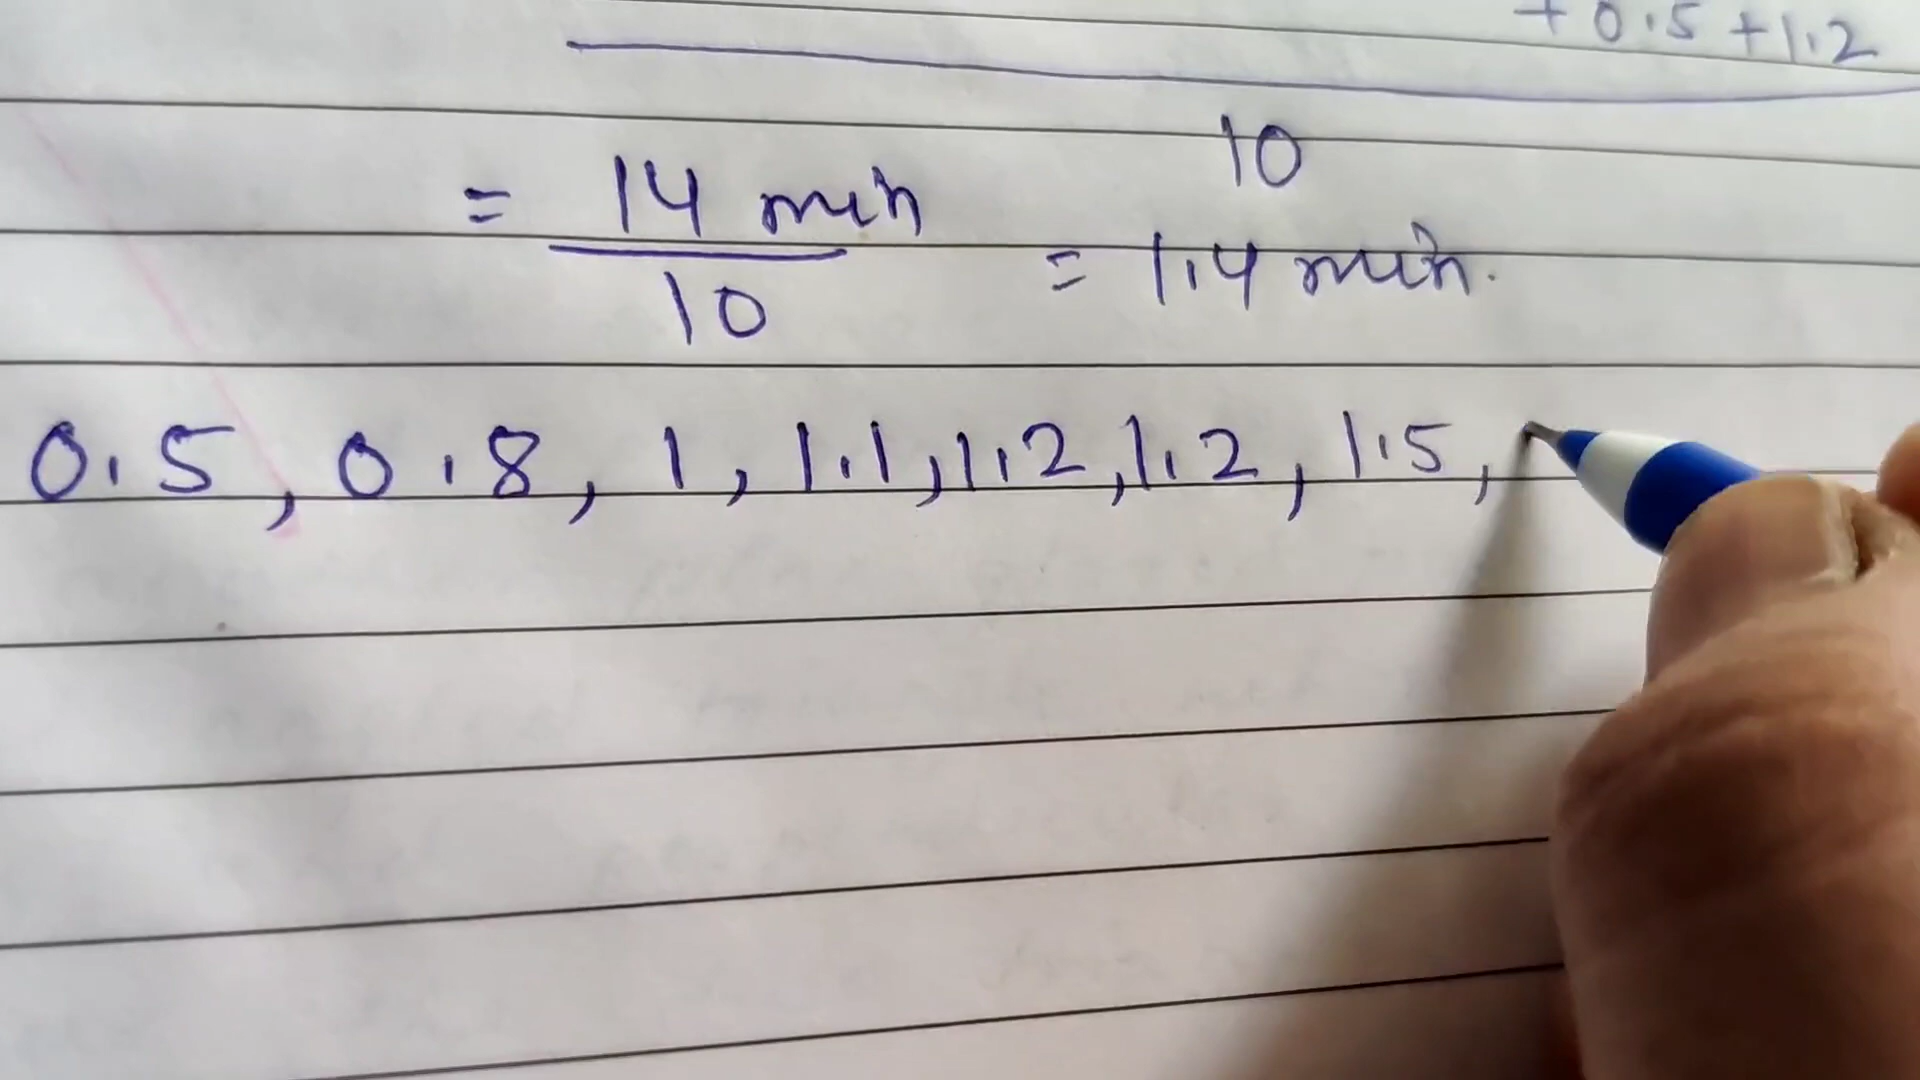 + 0.5 + 1.2
10
= 14 min = 1.4 min.
10
0.5, 0.8, 1, 1.1, 1.2, 1.2, 1.5,